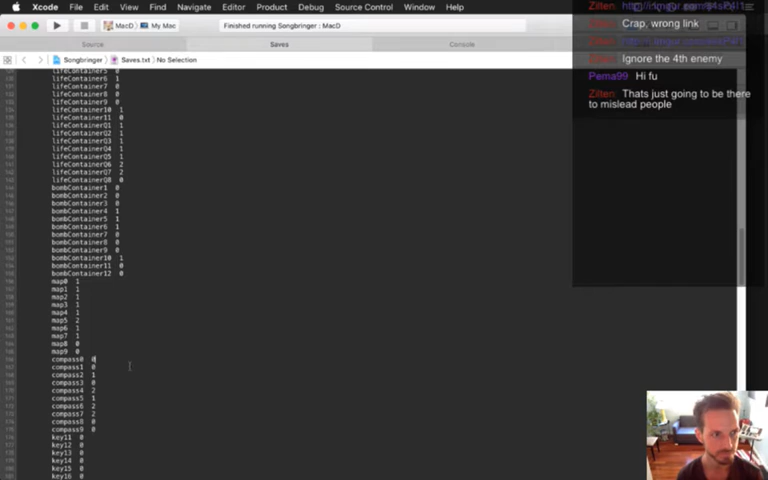 Xcode File Edit View Find Navigate Editor Product Debug Source Control Window Help
MacD My Mac
Finished running Songbringer : MacD
Source Saves Console
Songbringer Saves.txt No Selection
lifeContainer5 0
lifeContainer6 1
lifeContainer7 0
lifeContainer8 0
lifeContainer9 0
lifeContainer10 1
lifeContainer11 0
lifeContainerQ1 1
lifeContainerQ2 1
lifeContainerQ3 1
lifeContainerQ4 1
lifeContainerQ5 1
lifeContainerQ6 2
lifeContainerQ7 2
lifeContainerQ8 0
bombContainer1 0
bombContainer2 0
bombContainer3 0
bombContainer4 1
bombContainer5 1
bombContainer6 1
bombContainer7 0
bombContainer8 0
bombContainer9 0
bombContainer10 1
bombContainer11 0
bombContainer12 0
map0 1
map1 1
map2 1
map3 1
map4 1
map5 2
map6 1
map7 1
map8 0
map9 0
compass0 0
compass1 0
compass2 1
compass3 0
compass4 2
compass5 1
compass6 2
compass7 2
compass8 0
compass9 0
key11 0
key12 0
key13 0
key14 0
key15 0
key16 0
Zilten:
Zilten: Crap, wrong link
Zilten: Ignore the 4th enemy
Pema99 Hi fu
Zilten: Thats just going to be there
to mislead people